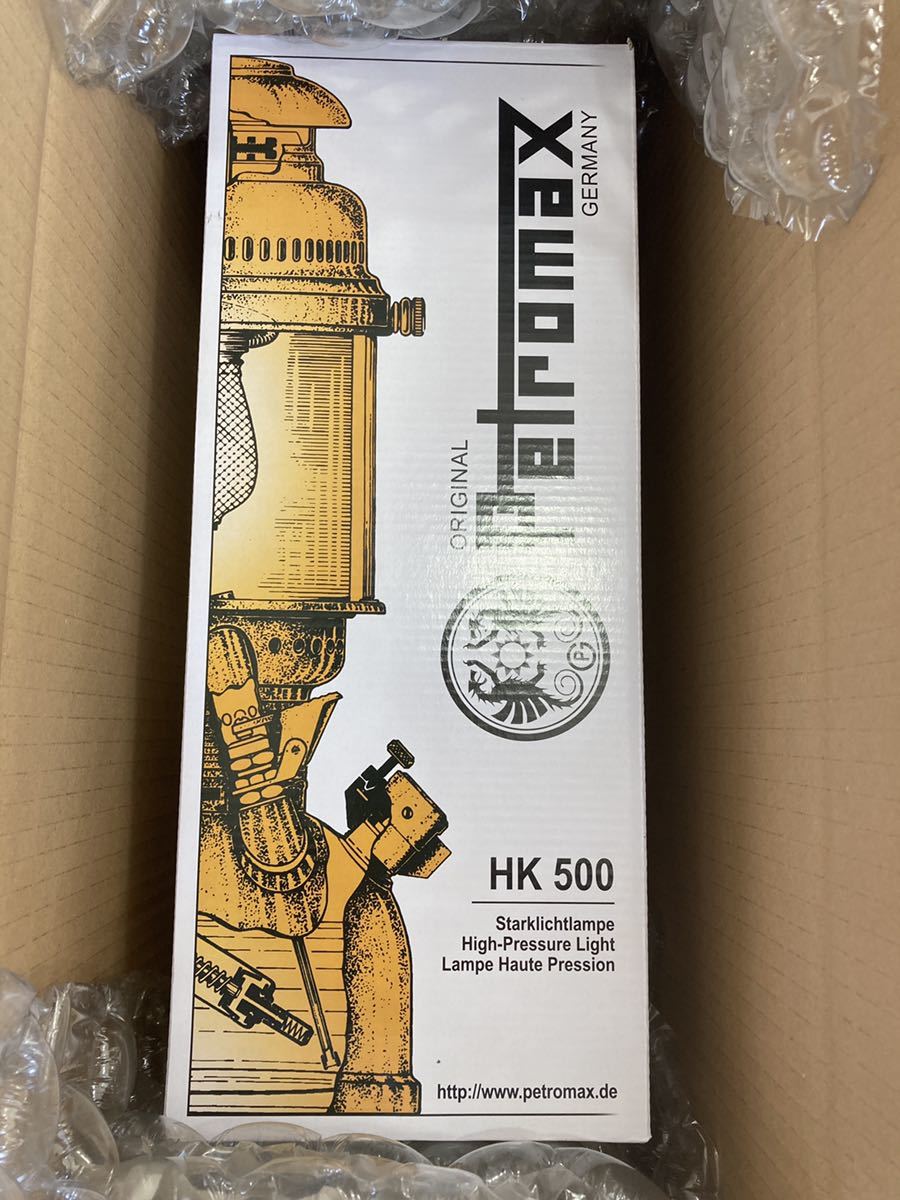 ORIGINAL
Petromax
GERMANY
P
HK 500
Starklichtlampe
High-Pressure Light
Lampe Haute Pression
http://www.petromax.de